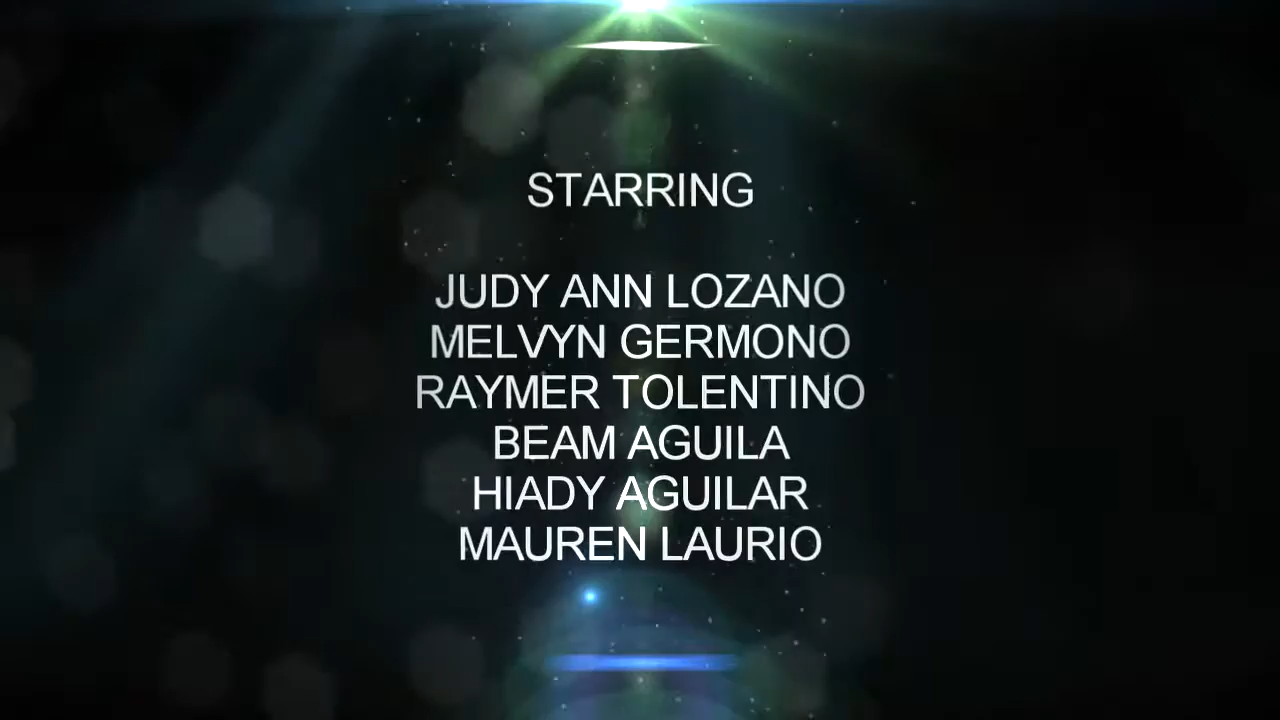 STARRING
JUDY ANN LOZANO
MELVYN GERMONO
RAYMER TOLENTINO
BEAM AGUILA
HIADY AGUILAR
MAUREN LAURIO